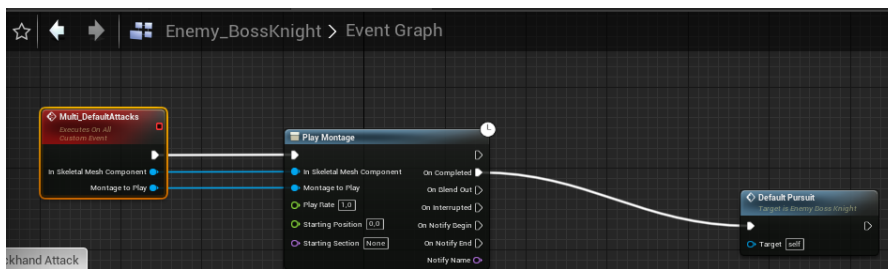 Enemy_BossKnight > Event Graph
Multi_DefaultAttacks
Executes On All
Custom Event
In Skeletal Mesh Component
Montage to Play
Play Montage
In Skeletal Mesh Component
On Completed
Montage to Play
On Blend Out
Play Rate 1,0
On Interrupted
Starting Position 0,0
On Notify Begin
Starting Section None
On Notify End
Notify Name
Default Pursuit
Target is Enemy Boss Knight
Target self
ckhand Attack